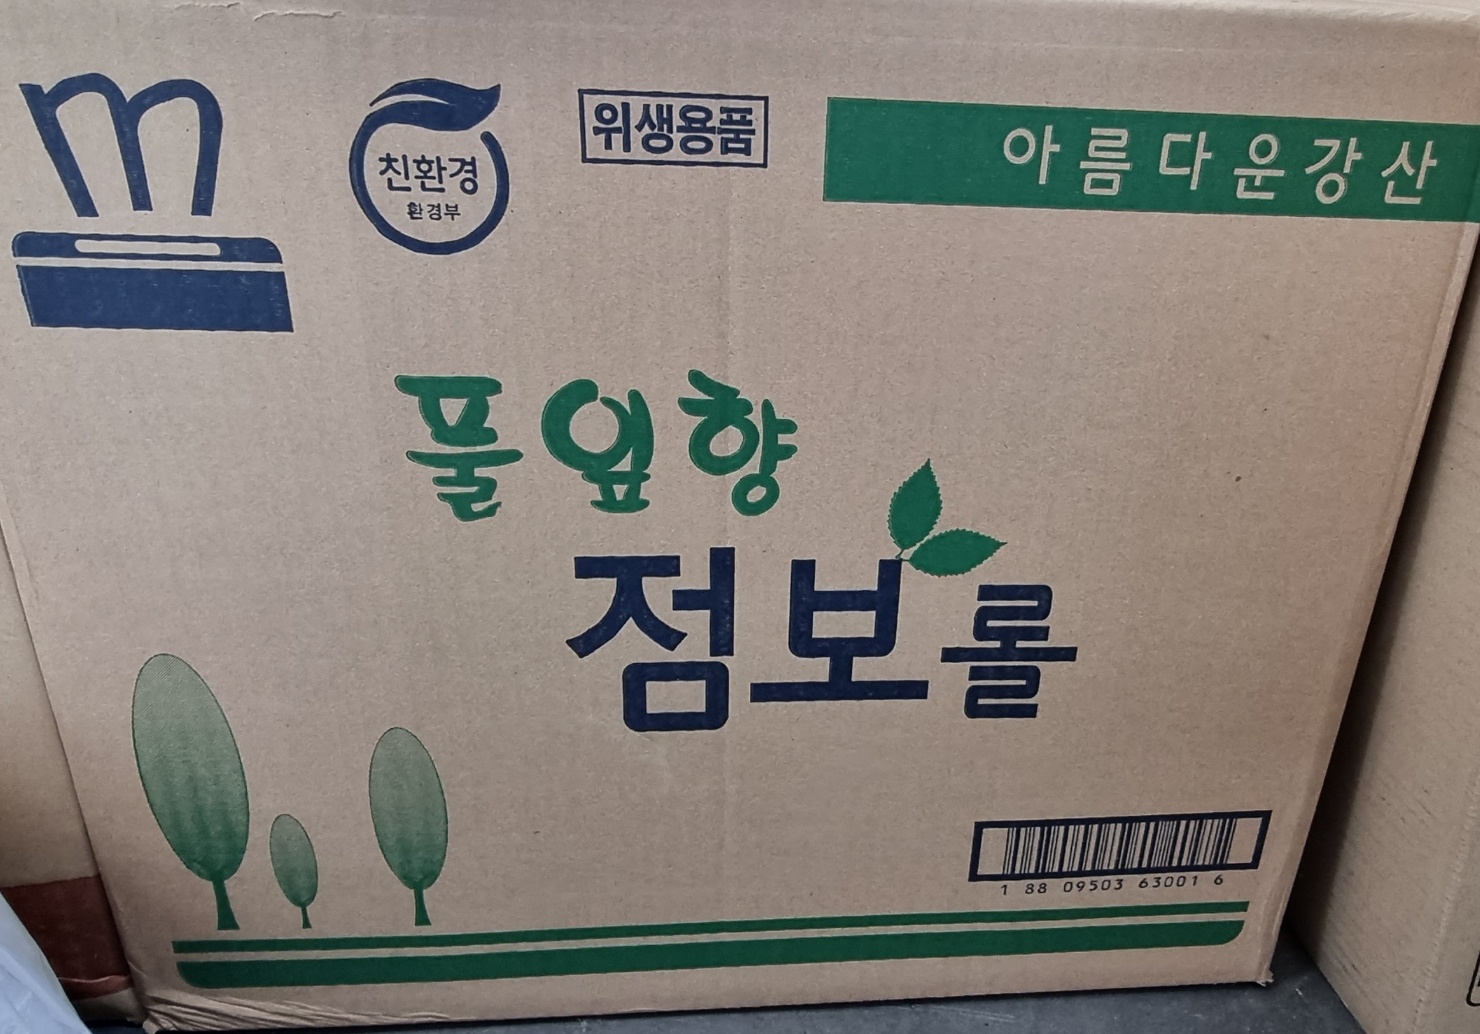 친환경
환경부
위생용품
아름다운강산
풀잎향
점보롤
1 88 09503 63001 6